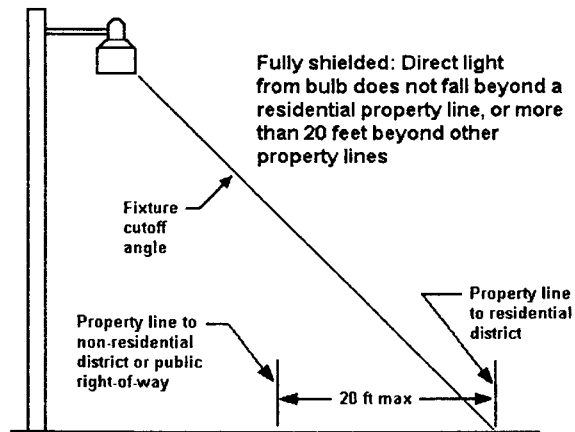 Fully shielded: Direct light
from bulb does not fall beyond a
residential property line, or more
than 20 feet beyond other
property lines
Fixture
cutoff
angle
Property line
to residential
district
Property line to
non-residential
district or public
right-of-way
20 ft max